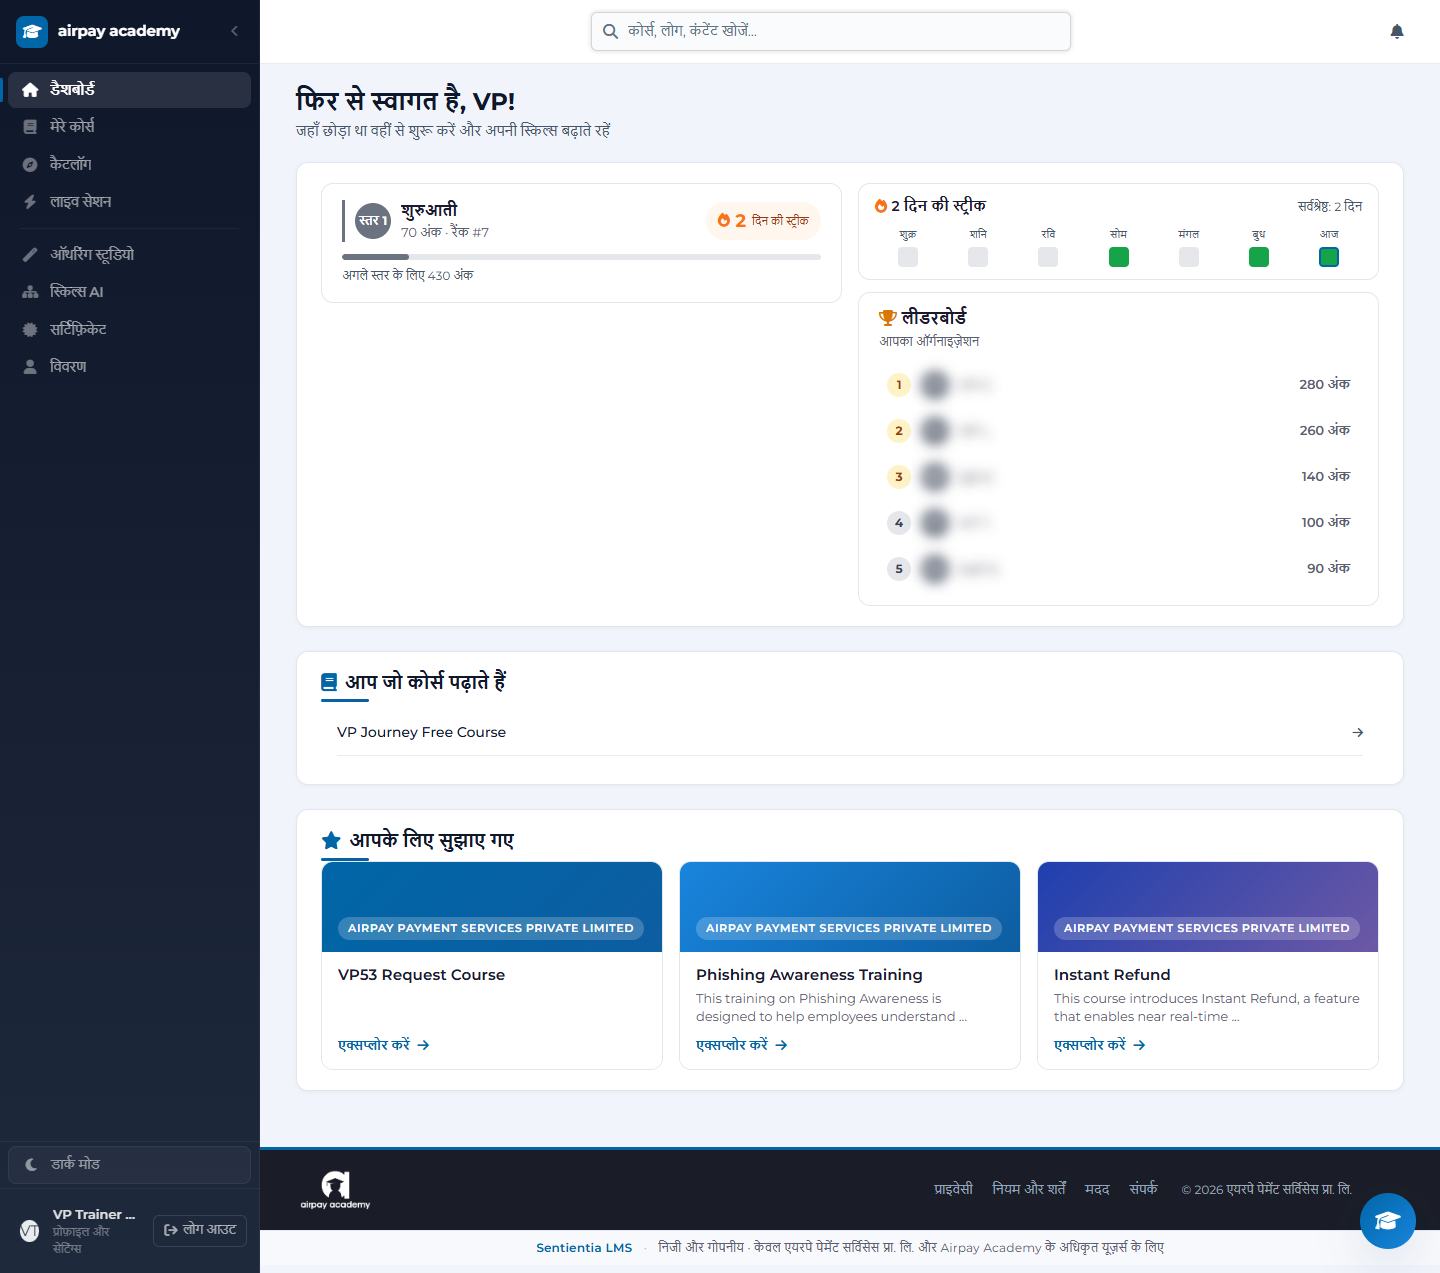 airpay academy
कोर्स, लोग, कंटेंट खोजें...
डैशबोर्ड
मेरे कोर्स
कैटलॉग
लाइव सेशन
ऑथरिंग स्टूडियो
स्किल्स AI
सर्टिफ़िकेट
विवरण
डार्क मोड
VT
VP Trainer ...
प्रोफ़ाइल और
सेटिंग्स
लोग आउट
फिर से स्वागत है, VP!
जहाँ छोड़ा था वहीं से शुरू करें और अपनी स्किल्स बढ़ाते रहें
स्तर 1
शुरुआती
70 अंक · रैंक #7
2 दिन की स्ट्रीक
अगले स्तर के लिए 430 अंक
2 दिन की स्ट्रीक
सर्वश्रेष्ठ: 2 दिन
शुक्र शनि रवि सोम मंगल बुध आज
लीडरबोर्ड
आपका ऑर्गनाइज़ेशन
1 280 अंक
2 260 अंक
3 140 अंक
4 100 अंक
5 90 अंक
आप जो कोर्स पढ़ाते हैं
VP Journey Free Course
आपके लिए सुझाए गए
AIRPAY PAYMENT SERVICES PRIVATE LIMITED
VP53 Request Course
एक्सप्लोर करें
AIRPAY PAYMENT SERVICES PRIVATE LIMITED
Phishing Awareness Training
This training on Phishing Awareness is
designed to help employees understand ...
एक्सप्लोर करें
AIRPAY PAYMENT SERVICES PRIVATE LIMITED
Instant Refund
This course introduces Instant Refund, a feature
that enables near real-time ...
एक्सप्लोर करें
airpay academy
प्राइवेसी नियम और शर्तें मदद संपर्क © 2026 एयरपे पेमेंट सर्विसेस प्रा. लि.
Sentientia LMS · निजी और गोपनीय · केवल एयरपे पेमेंट सर्विसेस प्रा. लि. और Airpay Academy के अधिकृत यूज़र्स के लिए